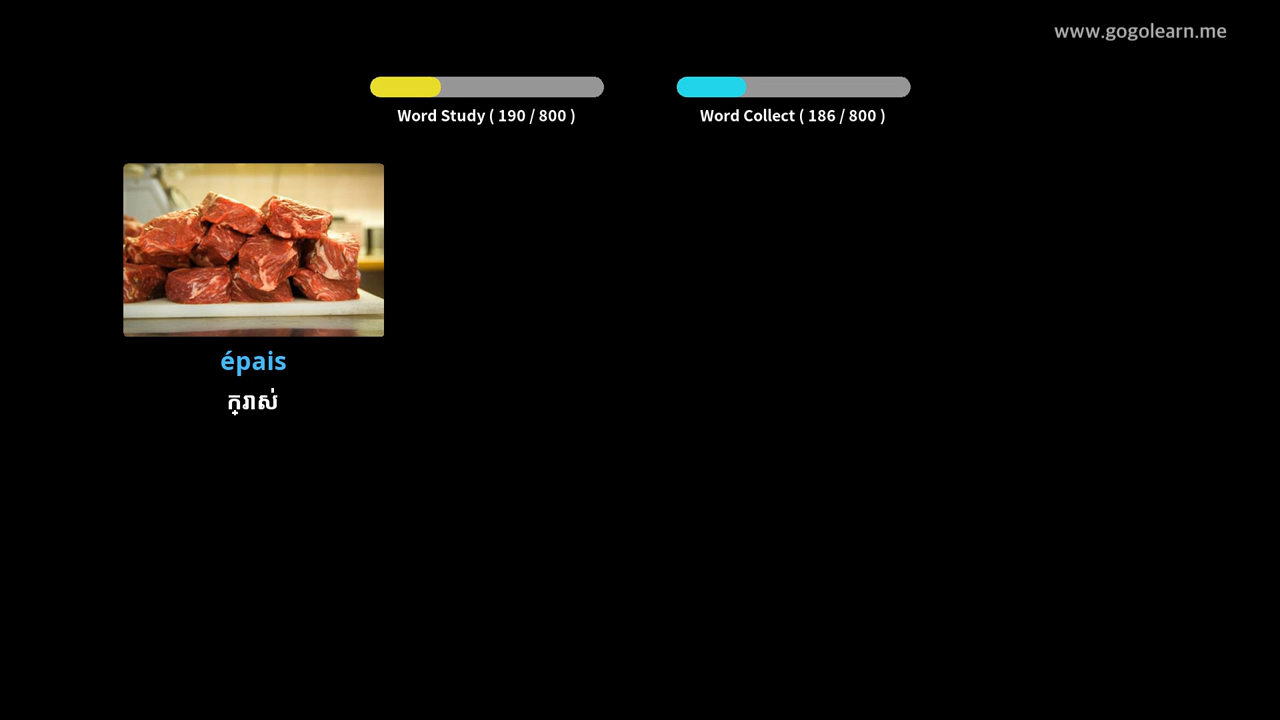 www.gogolearn.me
Word Study ( 190 / 800 )
Word Collect ( 186 / 800 )
épais
ក្រាស់